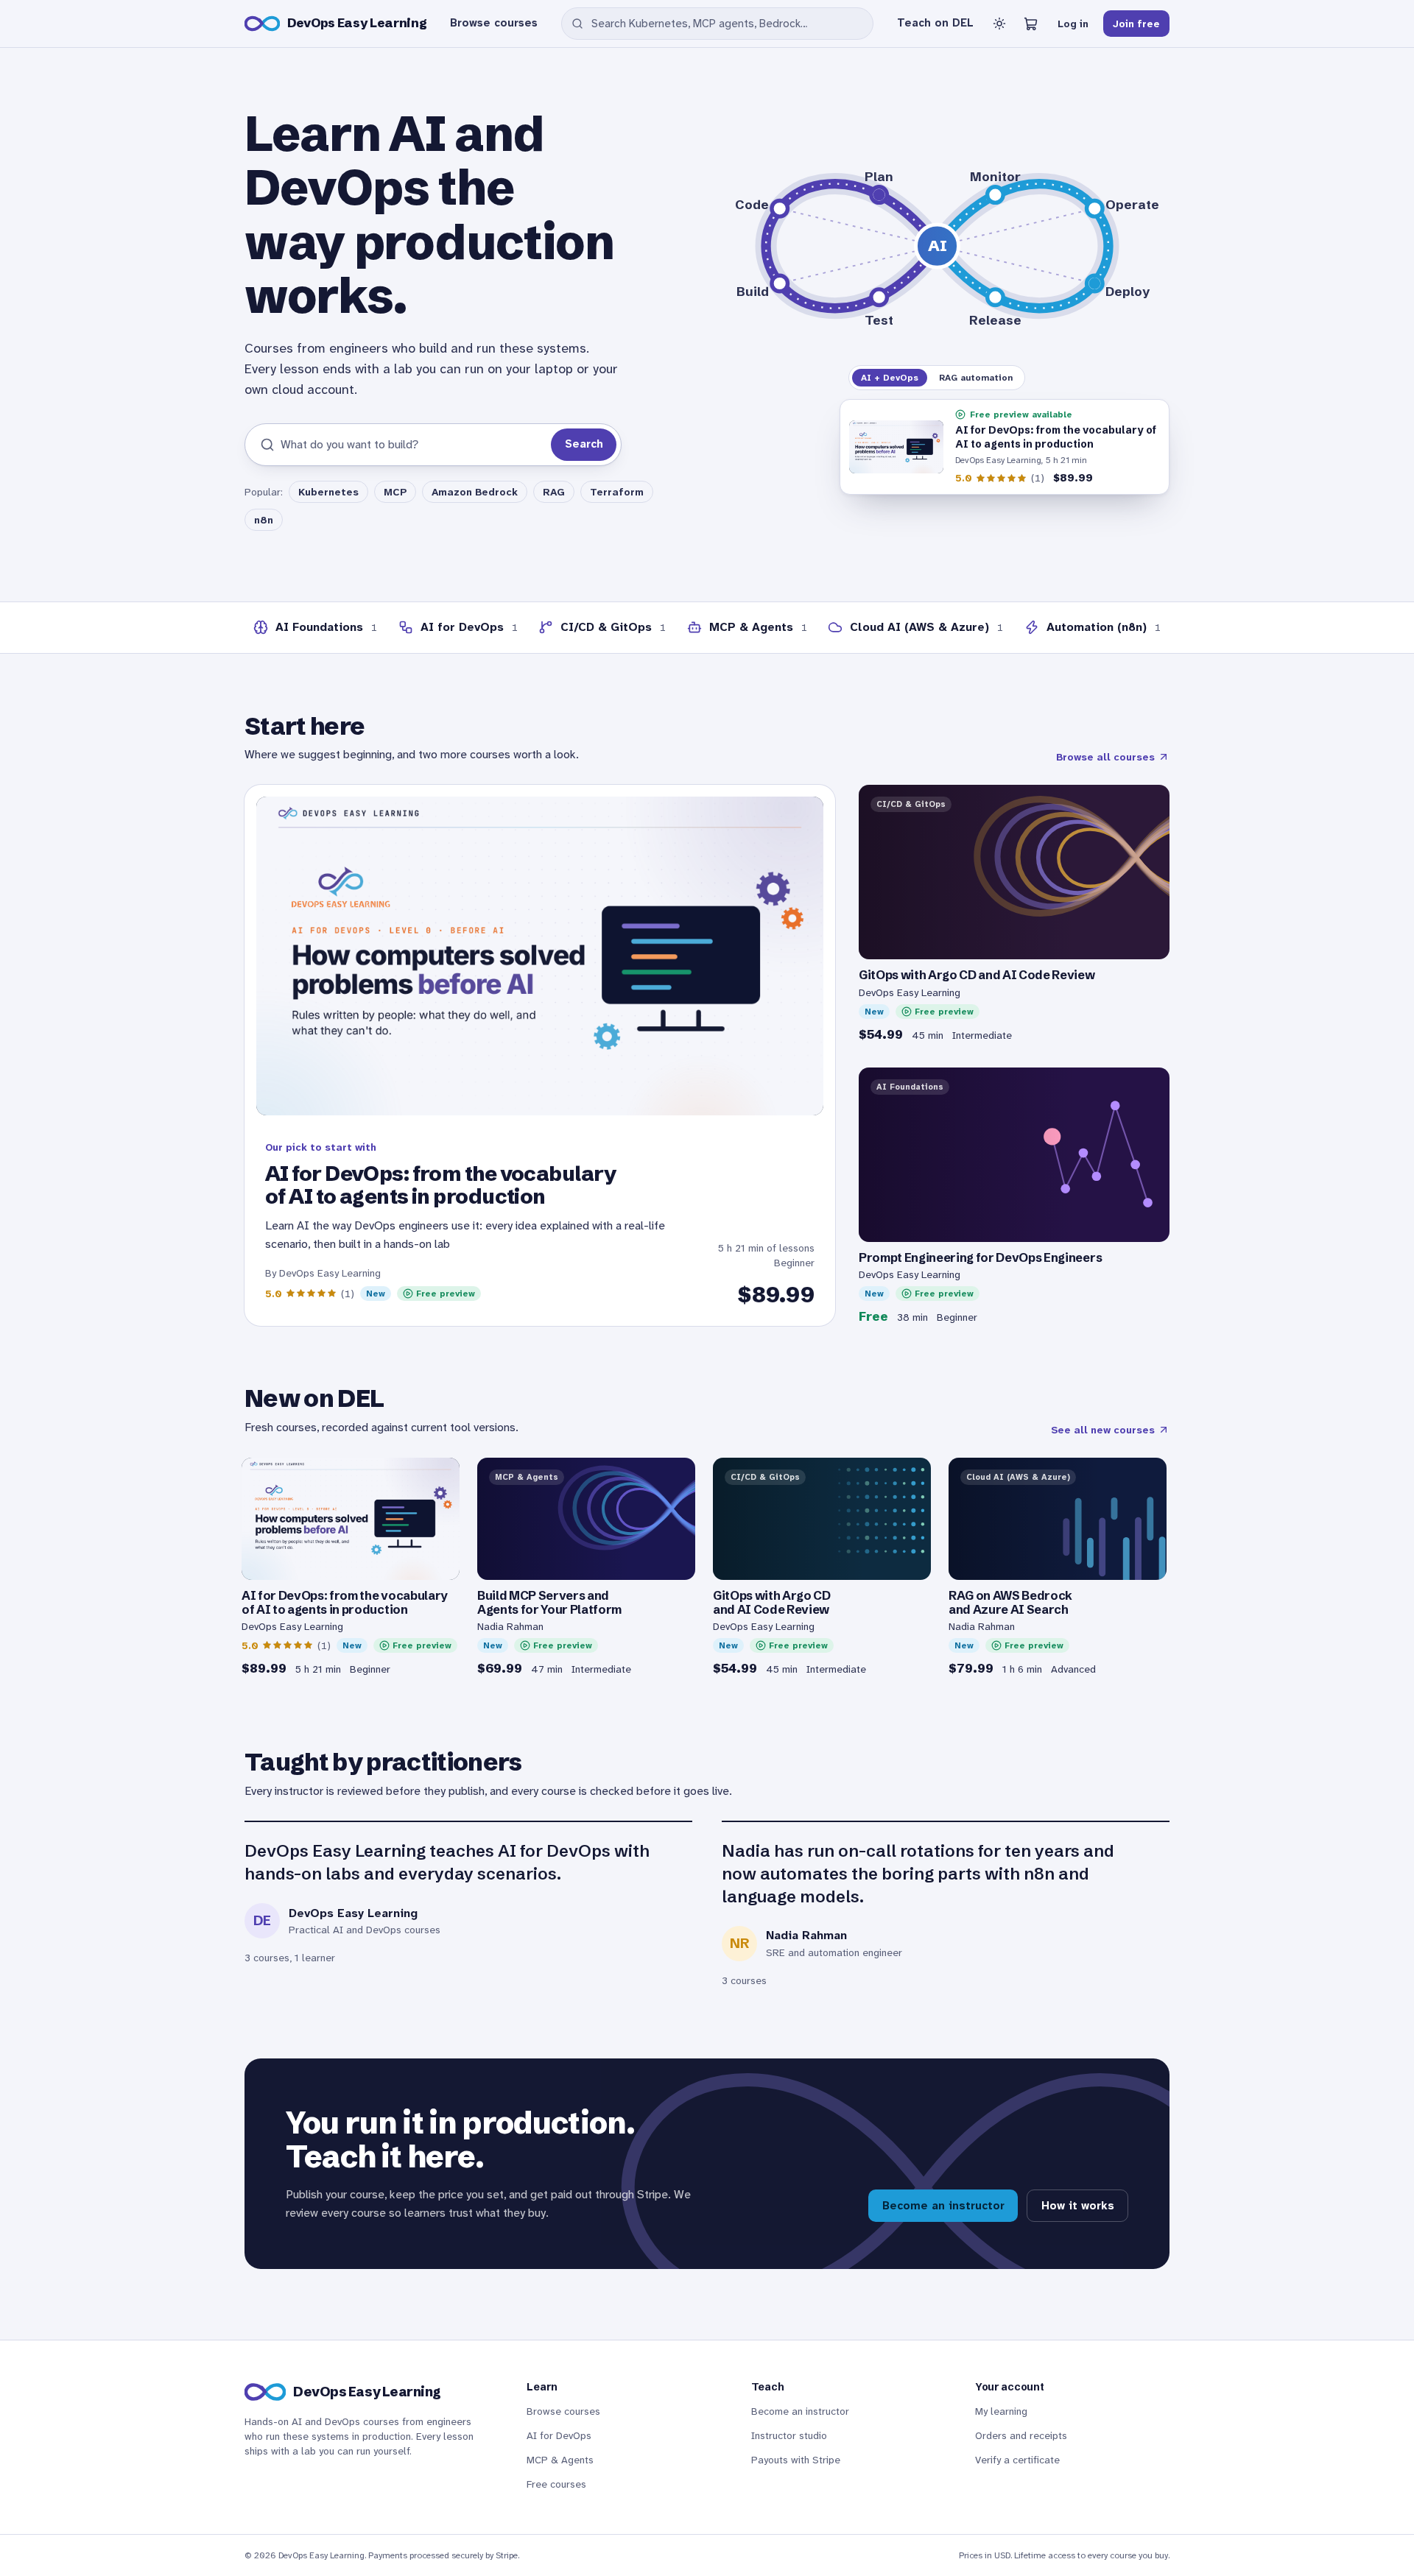 DevOps Easy Learning
Browse courses
Search Kubernetes, MCP agents, Bedrock...
Teach on DEL
Log in
Join free
Learn AI and
DevOps the
way production
works.
Courses from engineers who build and run these systems.
Every lesson ends with a lab you can run on your laptop or your
own cloud account.
What do you want to build?
Search
Popular:
Kubernetes
MCP
Amazon Bedrock
RAG
Terraform
n8n
Plan
Monitor
Code
Operate
AI
Build
Deploy
Test
Release
AI + DevOps
RAG automation
Free preview available
AI for DevOps: from the vocabulary of
AI to agents in production
DevOps Easy Learning, 5 h 21 min
5.0 ★★★★★ (1) $89.99
AI Foundations 1
AI for DevOps 1
CI/CD & GitOps 1
MCP & Agents 1
Cloud AI (AWS & Azure) 1
Automation (n8n) 1
Start here
Where we suggest beginning, and two more courses worth a look.
Browse all courses
DEVOPS EASY LEARNING
DEVOPS EASY LEARNING
AI FOR DEVOPS · LEVEL 0 · BEFORE AI
How computers solved
problems before AI
Rules written by people: what they do well, and
what they can't do.
Our pick to start with
AI for DevOps: from the vocabulary
of AI to agents in production
Learn AI the way DevOps engineers use it: every idea explained with a real-life
scenario, then built in a hands-on lab
By DevOps Easy Learning
5.0 ★★★★★ (1) New Free preview
5 h 21 min of lessons
Beginner
$89.99
CI/CD & GitOps
GitOps with Argo CD and AI Code Review
DevOps Easy Learning
New Free preview
$54.99 45 min Intermediate
AI Foundations
Prompt Engineering for DevOps Engineers
DevOps Easy Learning
New Free preview
Free 38 min Beginner
New on DEL
Fresh courses, recorded against current tool versions.
See all new courses
How computers solved
problems before AI
Rules written by people: what they do well, and
what they can't do.
AI for DevOps: from the vocabulary
of AI to agents in production
DevOps Easy Learning
5.0 ★★★★★ (1) New Free preview
$89.99 5 h 21 min Beginner
MCP & Agents
Build MCP Servers and
Agents for Your Platform
Nadia Rahman
New Free preview
$69.99 47 min Intermediate
CI/CD & GitOps
GitOps with Argo CD
and AI Code Review
DevOps Easy Learning
New Free preview
$54.99 45 min Intermediate
Cloud AI (AWS & Azure)
RAG on AWS Bedrock
and Azure AI Search
Nadia Rahman
New Free preview
$79.99 1 h 6 min Advanced
Taught by practitioners
Every instructor is reviewed before they publish, and every course is checked before it goes live.
DevOps Easy Learning teaches AI for DevOps with
hands-on labs and everyday scenarios.
DE
DevOps Easy Learning
Practical AI and DevOps courses
3 courses, 1 learner
Nadia has run on-call rotations for ten years and
now automates the boring parts with n8n and
language models.
NR
Nadia Rahman
SRE and automation engineer
3 courses
You run it in production.
Teach it here.
Publish your course, keep the price you set, and get paid out through Stripe. We
review every course so learners trust what they buy.
Become an instructor
How it works
DevOps Easy Learning
Hands-on AI and DevOps courses from engineers
who run these systems in production. Every lesson
ships with a lab you can run yourself.
Learn
Browse courses
AI for DevOps
MCP & Agents
Free courses
Teach
Become an instructor
Instructor studio
Payouts with Stripe
Your account
My learning
Orders and receipts
Verify a certificate
© 2026 DevOps Easy Learning. Payments processed securely by Stripe.
Prices in USD. Lifetime access to every course you buy.